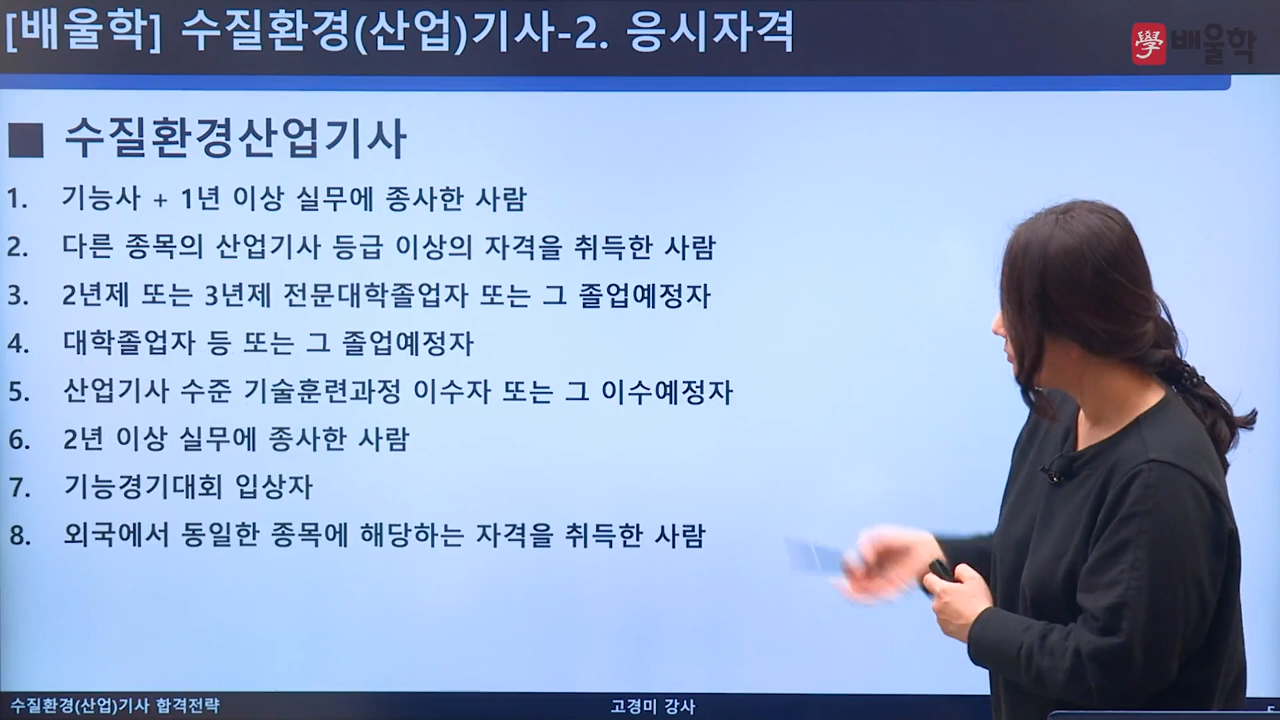 [배울학] 수질환경(산업)기사-2. 응시자격
學 배울학
■ 수질환경산업기사
1. 기능사 + 1년 이상 실무에 종사한 사람
2. 다른 종목의 산업기사 등급 이상의 자격을 취득한 사람
3. 2년제 또는 3년제 전문대학졸업자 또는 그 졸업예정자
4. 대학졸업자 등 또는 그 졸업예정자
5. 산업기사 수준 기술훈련과정 이수자 또는 그 이수예정자
6. 2년 이상 실무에 종사한 사람
7. 기능경기대회 입상자
8. 외국에서 동일한 종목에 해당하는 자격을 취득한 사람
수질환경(산업)기사 합격전략
고경미 강사